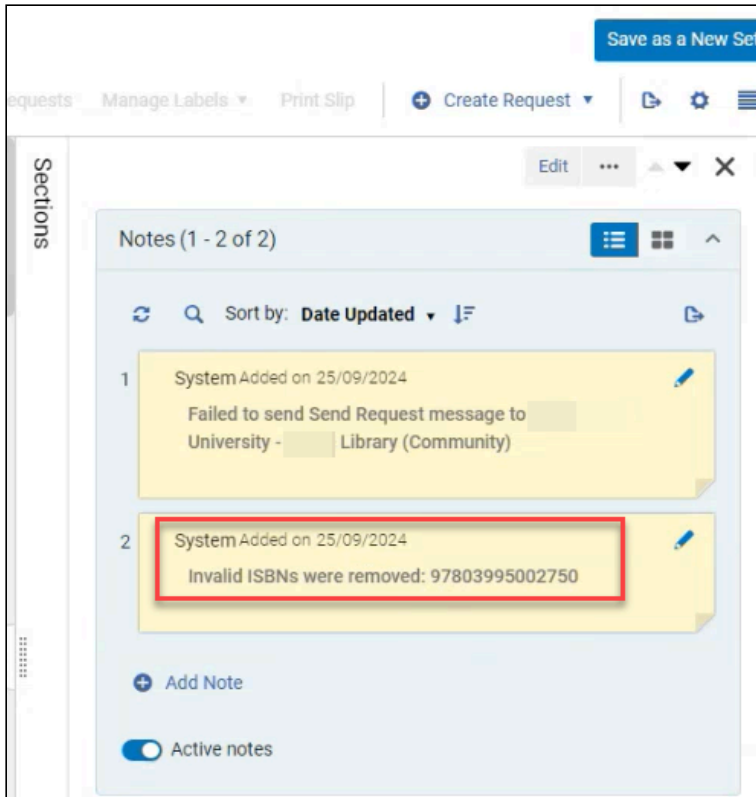 Save as a New Set
equests Manage Labels Print Slip Create Request
Sections
Edit
Notes (1 - 2 of 2)
Sort by: Date Updated
1 System Added on 25/09/2024
Failed to send Send Request message to
University - Library (Community)
2 System Added on 25/09/2024
Invalid ISBNs were removed: 97803995002750
Add Note
Active notes